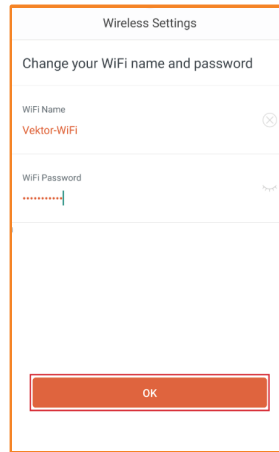 Wireless Settings
Change your WiFi name and password
WiFi Name
Vektor-WiFi
WiFi Password
•••••••••••
OK